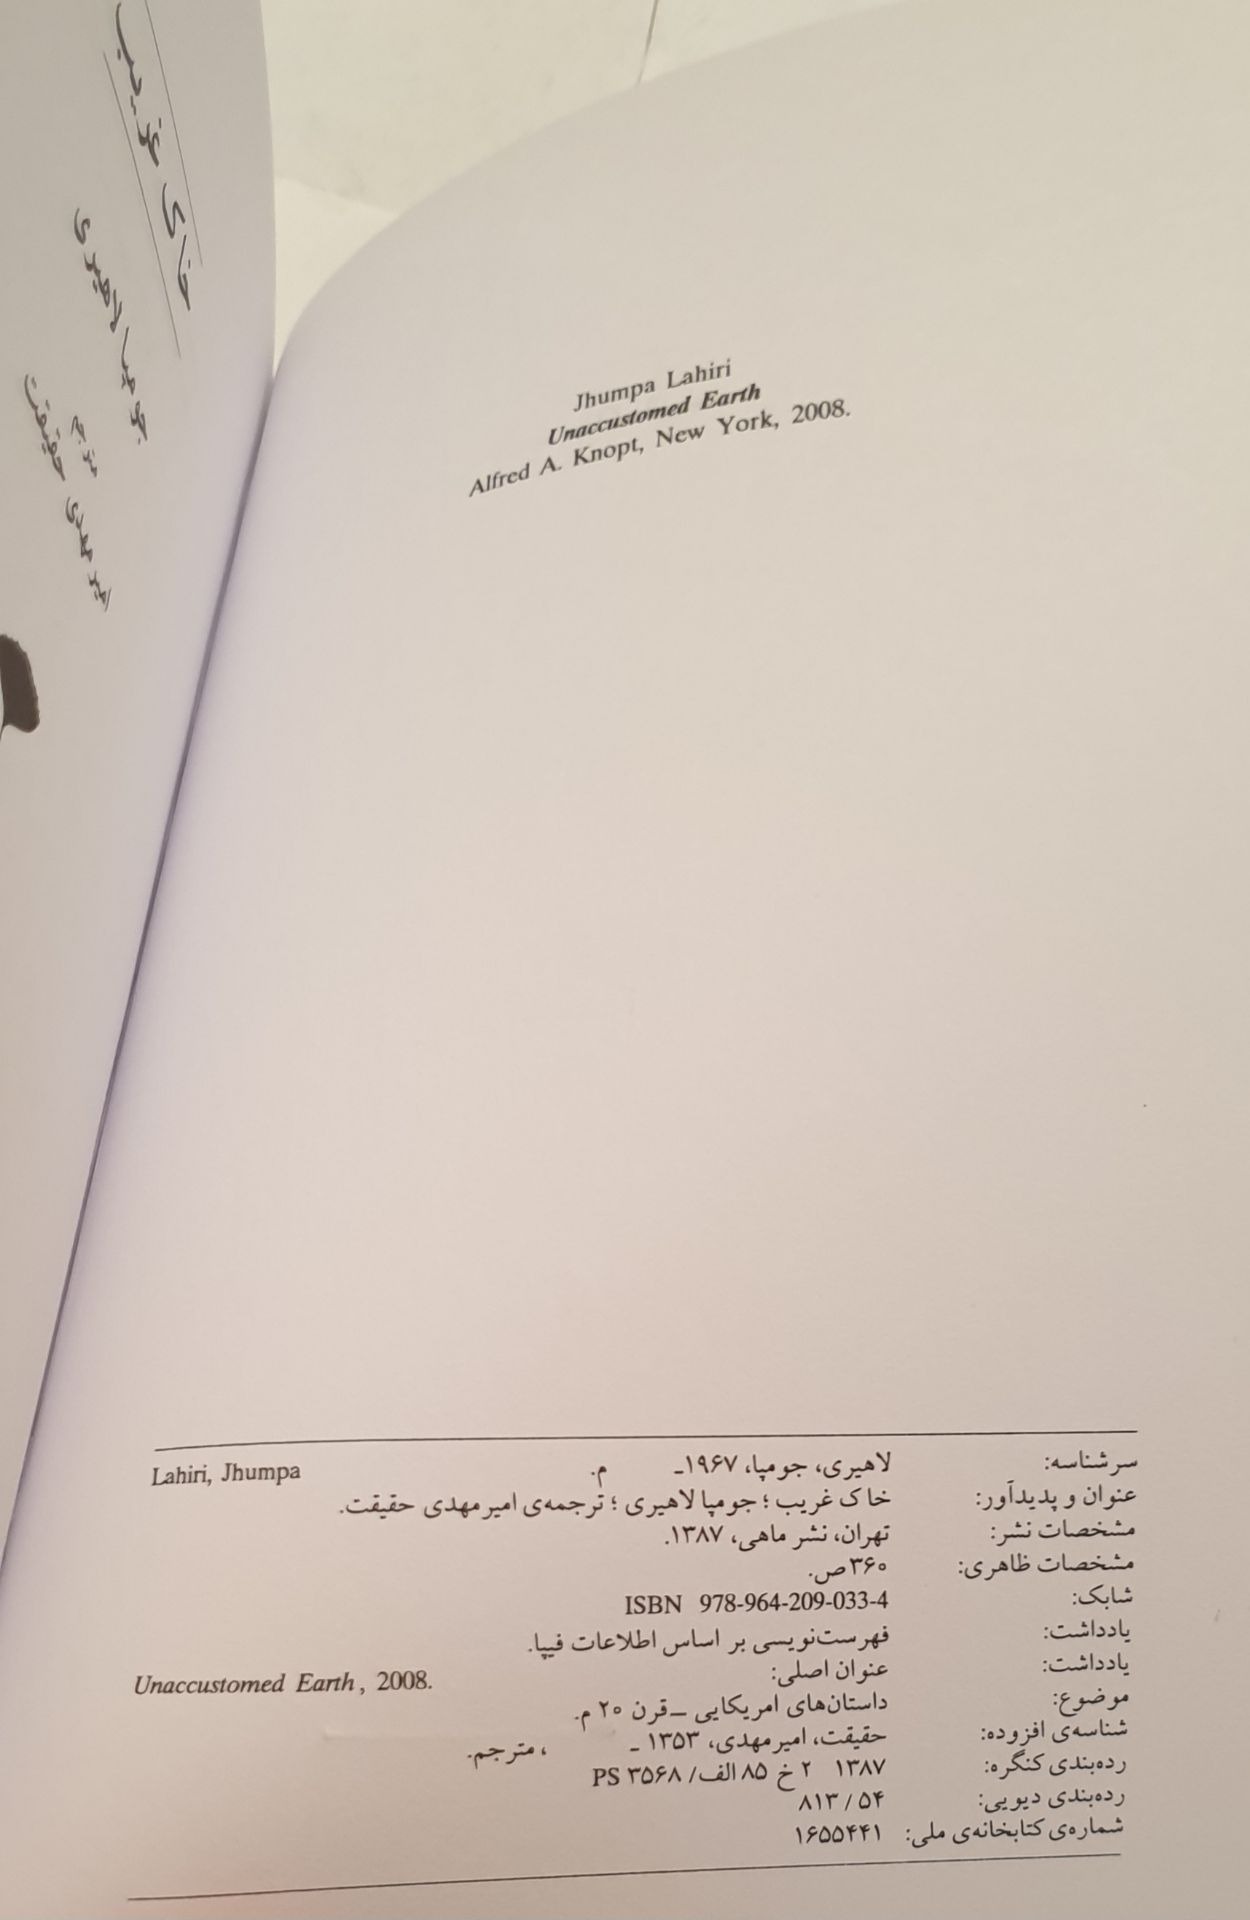 خاک غریب
جومپا لاهیری
مترجم
امیرمهدی حقیقت
Jhumpa Lahiri
Unaccustomed Earth
Alfred A. Knopt, New York, 2008.
سرشناسه: لاهیری، جومپا، ۱۹۶۷ـ م. Lahiri, Jhumpa
عنوان و پدیدآور: خاک غریب ؛ جومپا لاهیری ؛ ترجمه‌ی امیرمهدی حقیقت.
مشخصات نشر: تهران، نشر ماهی، ۱۳۸۷.
مشخصات ظاهری: ۳۶۰ص.
شابک: ISBN 978-964-209-033-4
یادداشت: فهرست‌نویسی بر اساس اطلاعات فیپا.
یادداشت: عنوان اصلی: Unaccustomed Earth, 2008.
موضوع: داستان‌های امریکایی ــ قرن ۲۰ م.
شناسه‌ی افزوده: حقیقت، امیرمهدی، ۱۳۵۳ ـ ، مترجم.
رده‌بندی کنگره: ۱۳۸۷ ۲ خ ۸۵ الف/ PS ۳۵۶۸
رده‌بندی دیویی: ۸۱۳/۵۴
شماره‌ی کتابخانه‌ی ملی: ۱۶۵۵۴۴۱